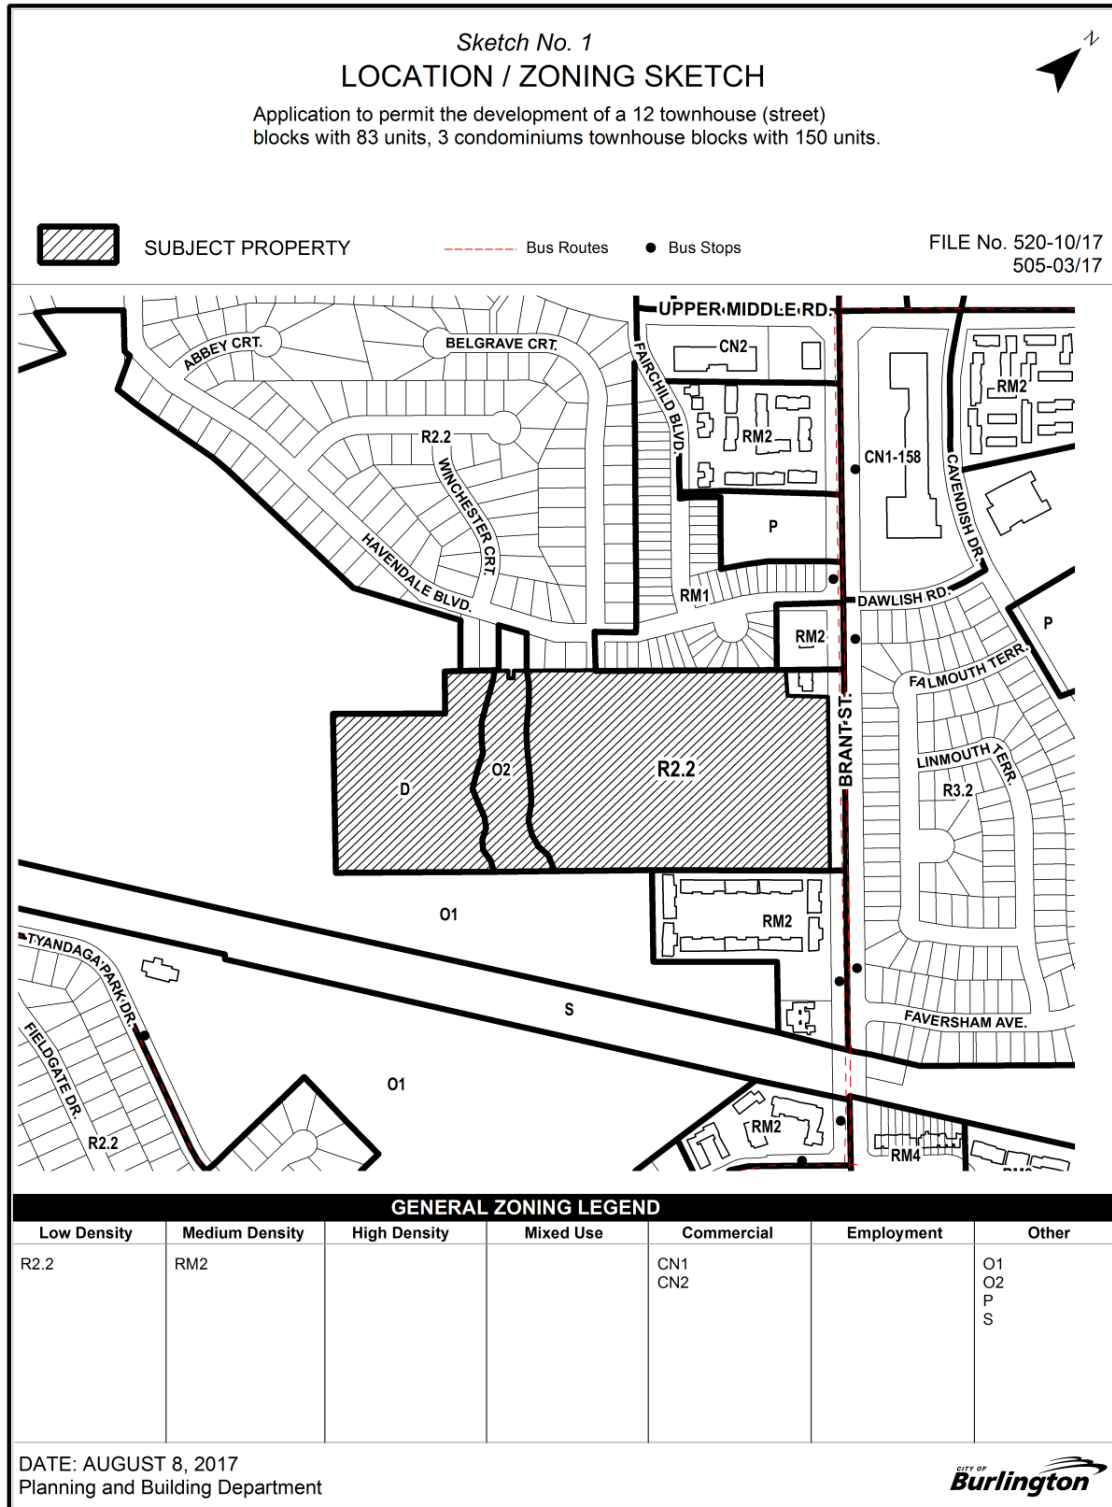 Sketch No. 1
LOCATION / ZONING SKETCH
N
Application to permit the development of a 12 townhouse (street)
blocks with 83 units, 3 condominiums townhouse blocks with 150 units.
SUBJECT PROPERTY
Bus Routes
Bus Stops
FILE No. 520-10/17
505-03/17
UPPER MIDDLE RD.
ABBEY CRT.
BELGRAVE CRT.
FAIRCHILD BLVD.
CN2
RM2
R2.2
RM2
CN1-158
CAVENDISH DR.
WINCHESTER CRT.
P
HAVENDALE BLVD.
RM1
DAWLISH RD.
P
RM2
FALMOUTH TERR.
BRANT ST.
LINMOUTH TERR.
R2.2
O2
D
R3.2
O1
RM2
TYANDAGA PARK DR.
S
FAVERSHAM AVE.
FIELDGATE DR.
O1
R2.2
RM2
RM4
GENERAL ZONING LEGEND
Low Density Medium Density High Density Mixed Use Commercial Employment Other
R2.2 RM2 CN1 O1
CN2 O2
P
S
DATE: AUGUST 8, 2017
Planning and Building Department
CITY OF
Burlington